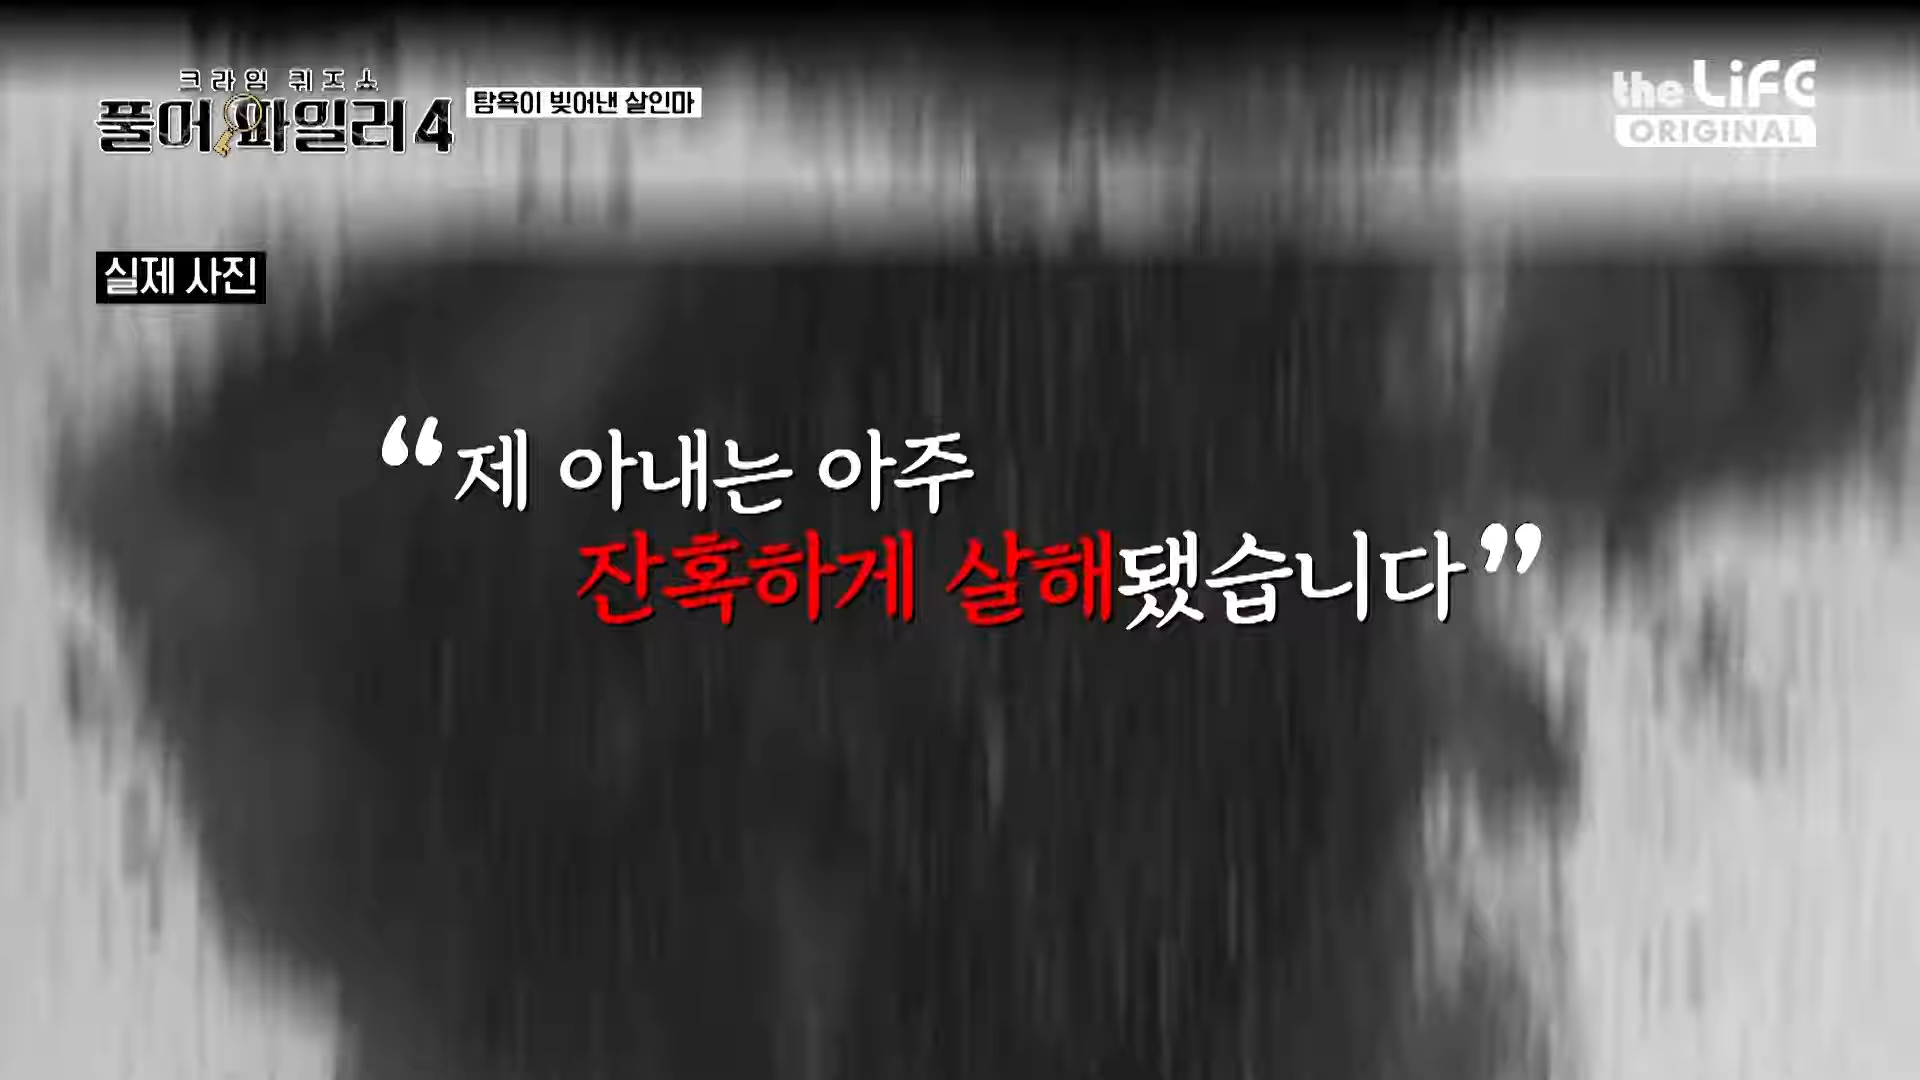 크라임 퀴즈쇼
풀어파일러4
탐욕이 빚어낸 살인마
the LiFE
ORIGINAL
실제 사진
“제 아내는 아주
잔혹하게 살해됐습니다”